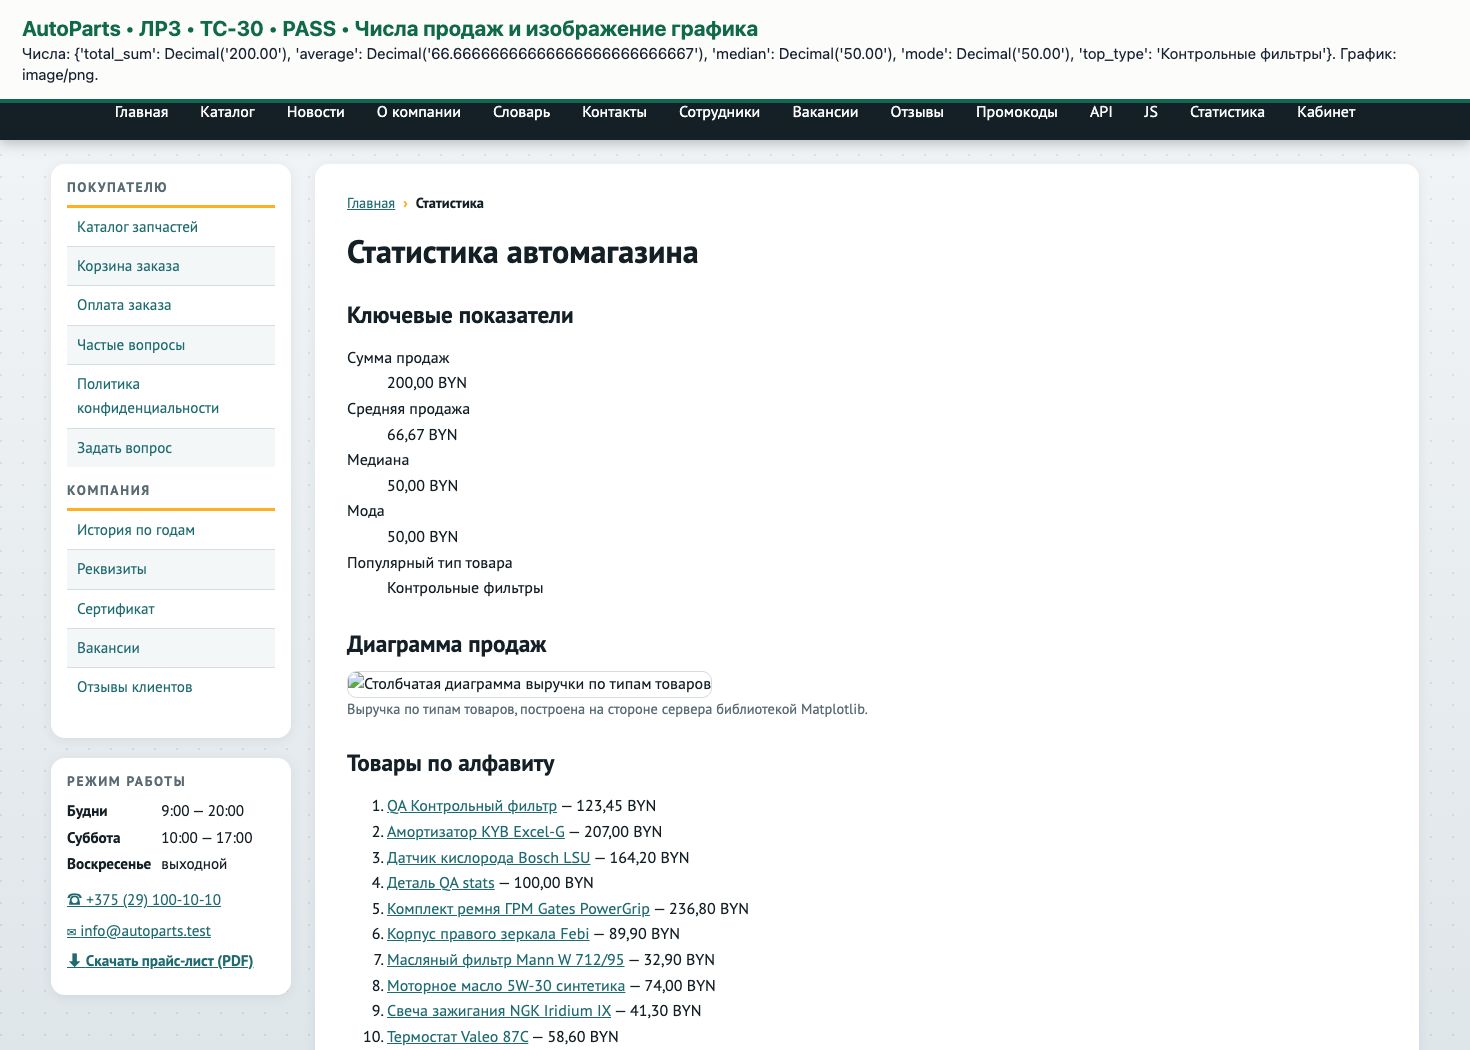 AutoParts • ЛР3 • TC-30 • PASS • Числа продаж и изображение графика
Числа: {'total_sum': Decimal('200.00'), 'average': Decimal('66.66666666666666666666666667'), 'median': Decimal('50.00'), 'mode': Decimal('50.00'), 'top_type': 'Контрольные фильтры'}. График:
image/png.
Главная Каталог Новости О компании Словарь Контакты Сотрудники Вакансии Отзывы Промокоды API JS Статистика Кабинет
ПОКУПАТЕЛЮ
Каталог запчастей
Корзина заказа
Оплата заказа
Частые вопросы
Политика
конфиденциальности
Задать вопрос
КОМПАНИЯ
История по годам
Реквизиты
Сертификат
Вакансии
Отзывы клиентов
РЕЖИМ РАБОТЫ
Будни 9:00 — 20:00
Суббота 10:00 — 17:00
Воскресенье выходной
☎ +375 (29) 100-10-10
✉ info@autoparts.test
⬇ Скачать прайс-лист (PDF)
Главная › Статистика
Статистика автомагазина
Ключевые показатели
Сумма продаж
200,00 BYN
Средняя продажа
66,67 BYN
Медиана
50,00 BYN
Мода
50,00 BYN
Популярный тип товара
Контрольные фильтры
Диаграмма продаж
Столбчатая диаграмма выручки по типам товаров
Выручка по типам товаров, построена на стороне сервера библиотекой Matplotlib.
Товары по алфавиту
1. QA Контрольный фильтр — 123,45 BYN
2. Амортизатор KYB Excel-G — 207,00 BYN
3. Датчик кислорода Bosch LSU — 164,20 BYN
4. Деталь QA stats — 100,00 BYN
5. Комплект ремня ГРМ Gates PowerGrip — 236,80 BYN
6. Корпус правого зеркала Febi — 89,90 BYN
7. Масляный фильтр Mann W 712/95 — 32,90 BYN
8. Моторное масло 5W-30 синтетика — 74,00 BYN
9. Свеча зажигания NGK Iridium IX — 41,30 BYN
10. Термостат Valeo 87C — 58,60 BYN